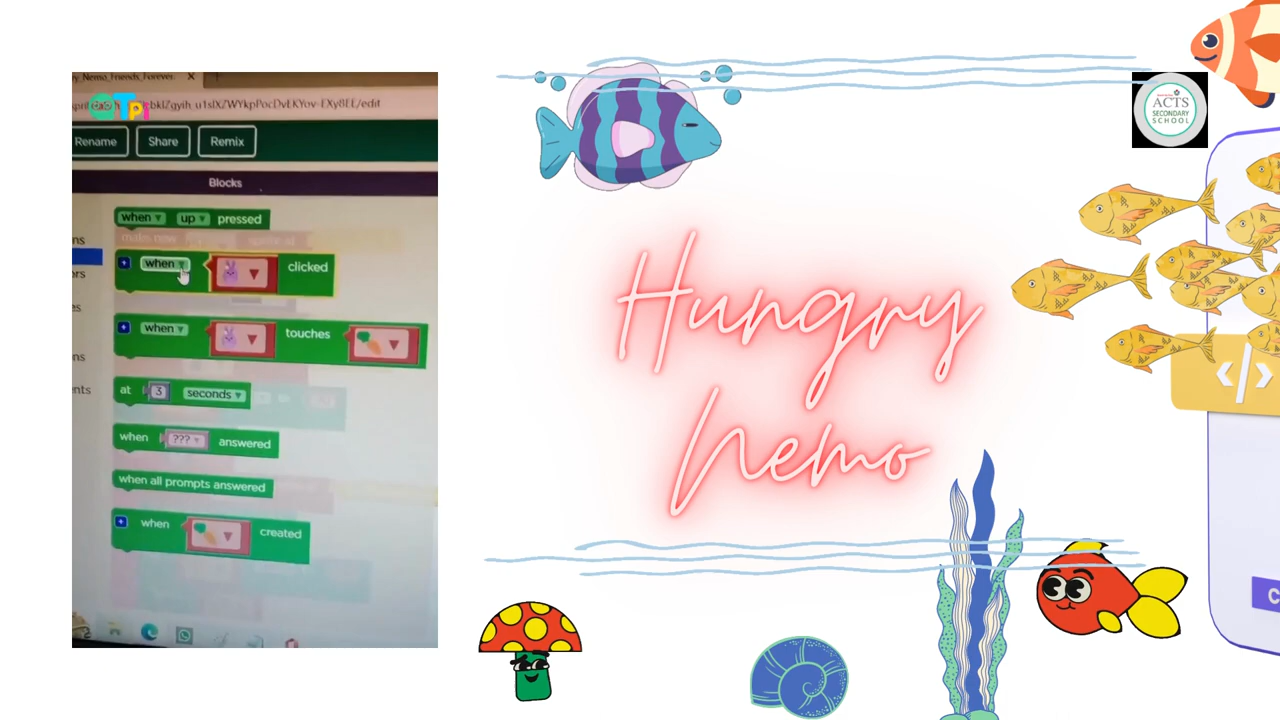 Nemo_Friends_Forever
Rename Share Remix
Blocks
when up pressed
when clicked
when touches
at 3 seconds
when ??? answered
when all prompts answered
when created
Hungry
Nemo
ACTS
SECONDARY
SCHOOL
</>
C